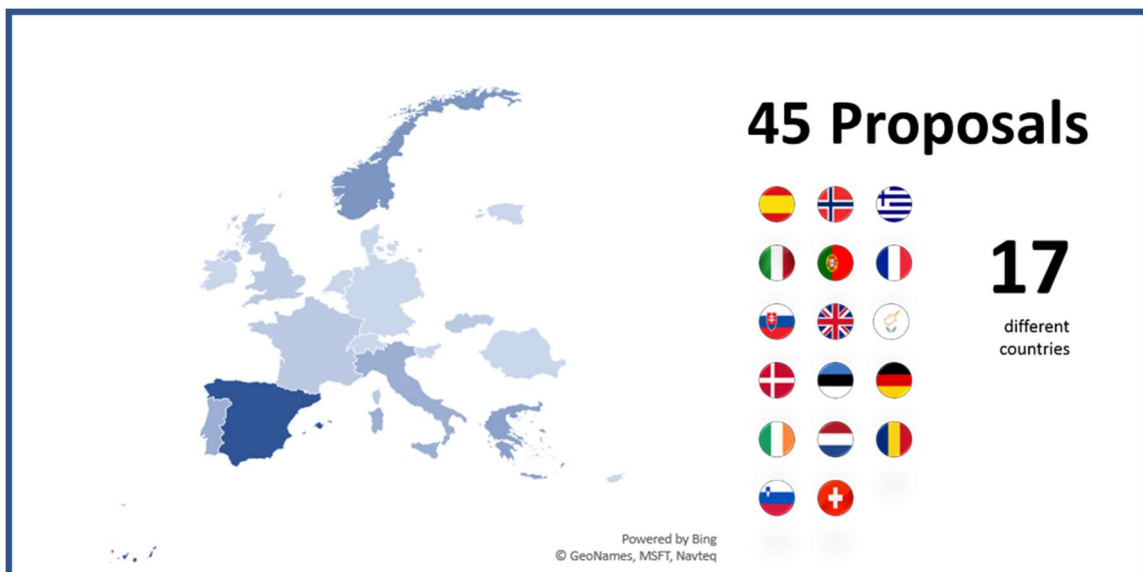 45 Proposals
17
different
countries
Powered by Bing
© GeoNames, MSFT, Navteq